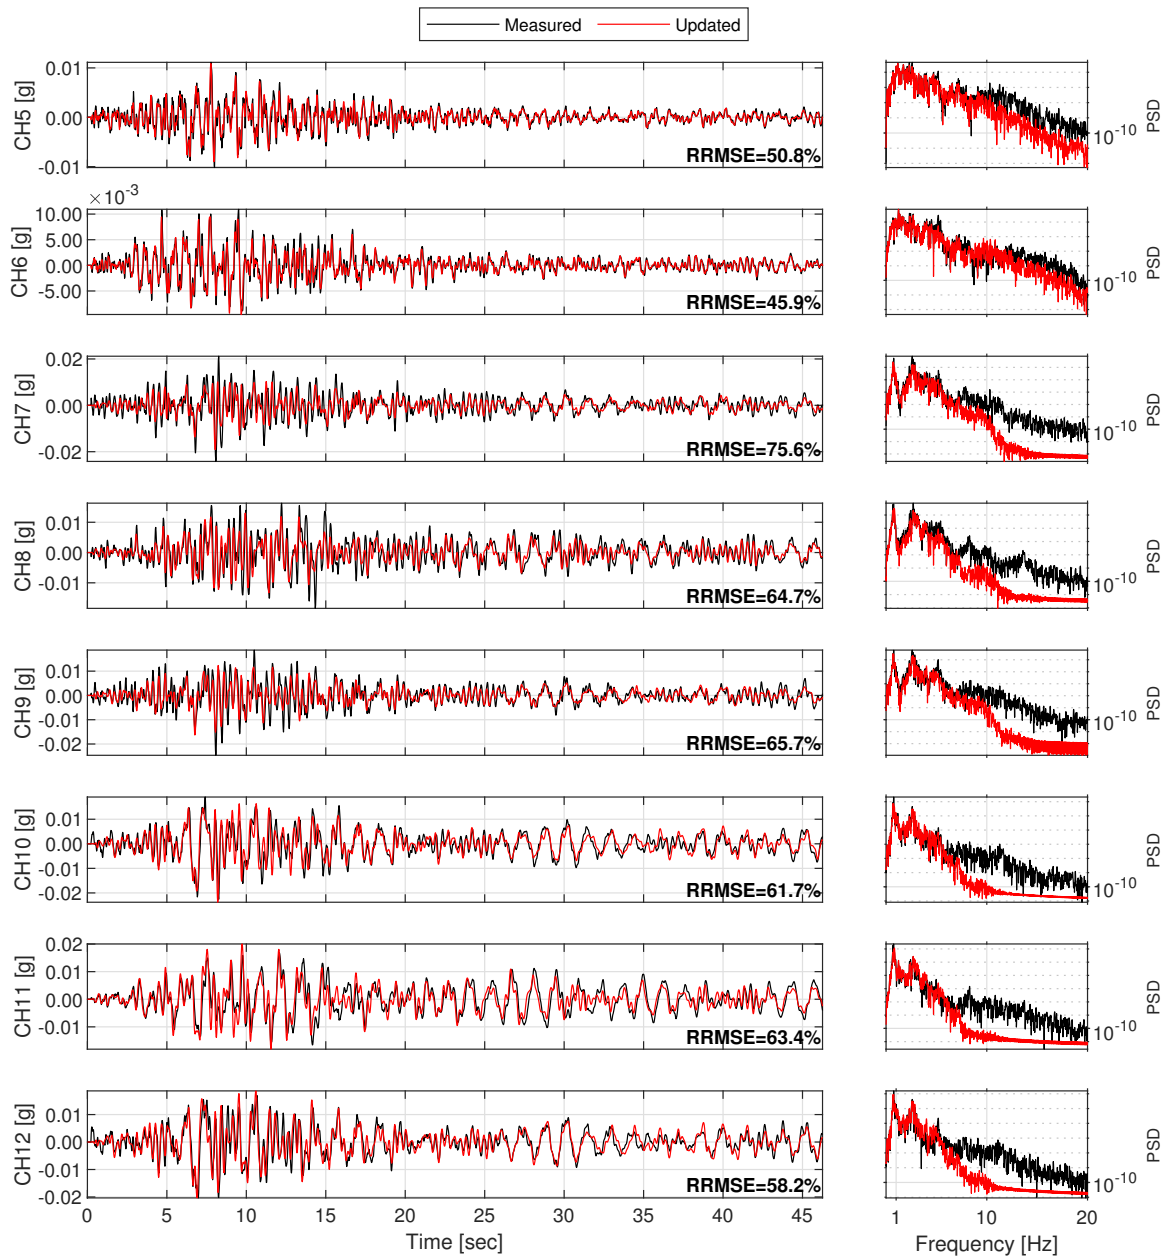 Measured Updated
0.01
CH5 [g]
0.00
-0.01
RRMSE=50.8%
10^-10
PSD
×10^-3
10.00
CH6 [g]
5.00
0.00
-5.00
RRMSE=45.9%
10^-10
PSD
0.02
CH7 [g]
0.00
-0.02
RRMSE=75.6%
10^-10
PSD
0.01
CH8 [g]
0.00
-0.01
RRMSE=64.7%
10^-10
PSD
0.01
CH9 [g]
0.00
-0.01
-0.02
RRMSE=65.7%
10^-10
PSD
0.01
CH10 [g]
0.00
-0.01
-0.02
RRMSE=61.7%
10^-10
PSD
0.02
CH11 [g]
0.01
0.00
-0.01
RRMSE=63.4%
10^-10
PSD
0.01
CH12 [g]
0.00
-0.01
-0.02
RRMSE=58.2%
10^-10
PSD
0 5 10 15 20 25 30 35 40 45
Time [sec]
1 10 20
Frequency [Hz]